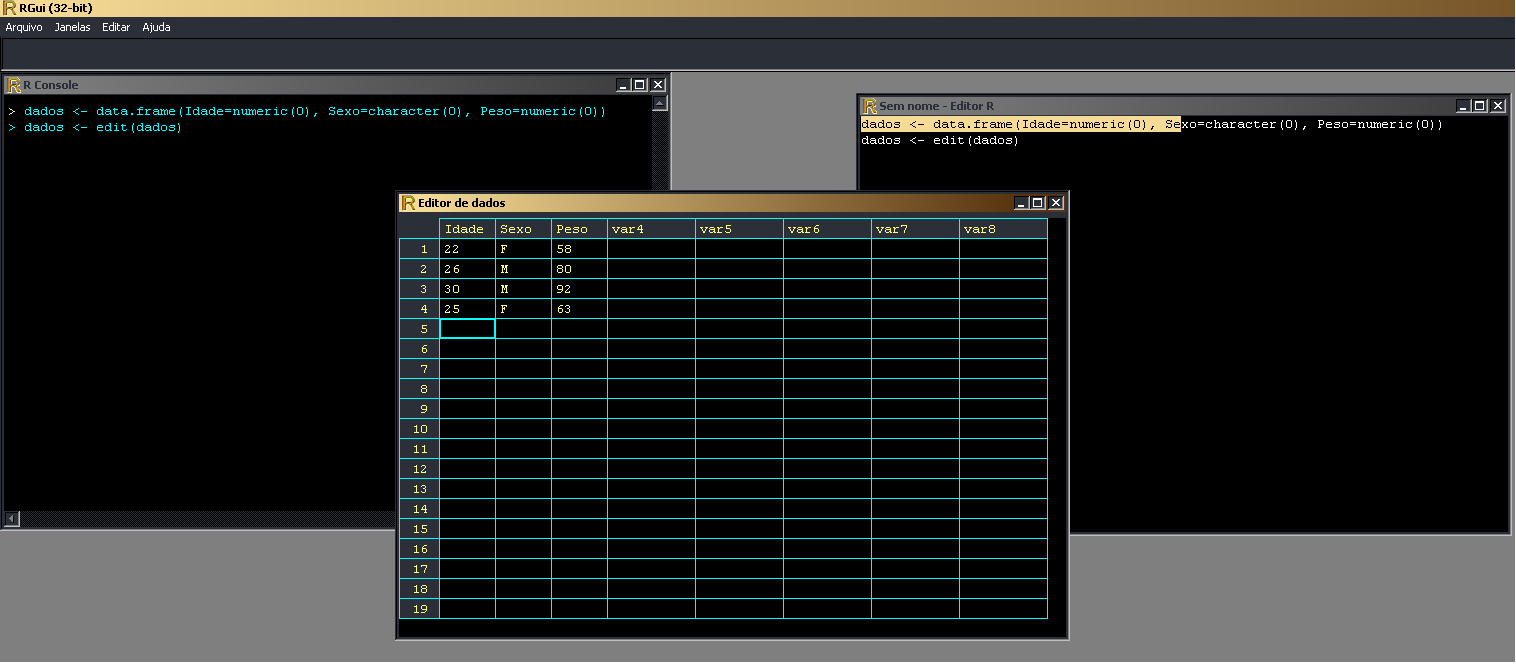 RGui (32-bit)
Arquivo Janelas Editar Ajuda
R Console
> dados <- data.frame(Idade=numeric(0), Sexo=character(0), Peso=numeric(0))
> dados <- edit(dados)
Sem nome - Editor R
dados <- data.frame(Idade=numeric(0), Sexo=character(0), Peso=numeric(0))
dados <- edit(dados)
Editor de dados
Idade Sexo Peso var4 var5 var6 var7 var8
1 22 F 58
2 26 M 80
3 30 M 92
4 25 F 63
5
6
7
8
9
10
11
12
13
14
15
16
17
18
19